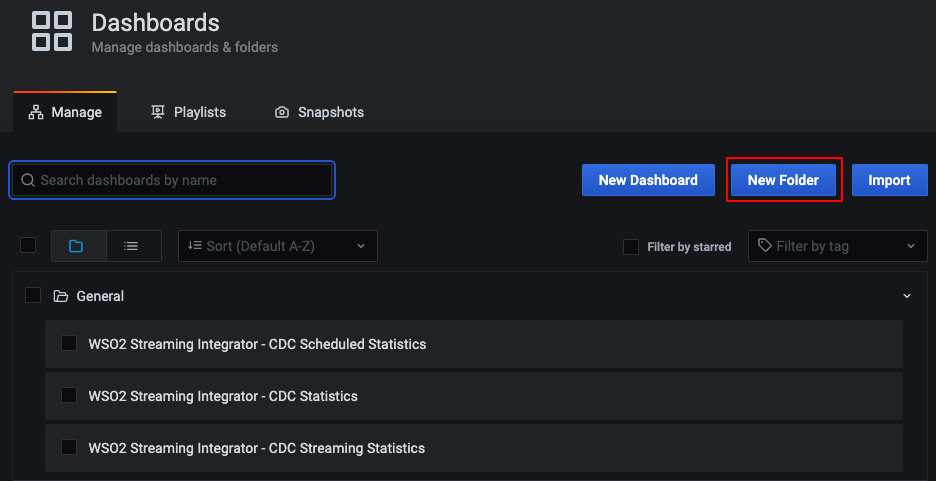 Dashboards
Manage dashboards & folders
Manage
Playlists
Snapshots
Search dashboards by name
New Dashboard
New Folder
Import
Sort (Default A-Z)
Filter by starred
Filter by tag
General
WSO2 Streaming Integrator - CDC Scheduled Statistics
WSO2 Streaming Integrator - CDC Statistics
WSO2 Streaming Integrator - CDC Streaming Statistics